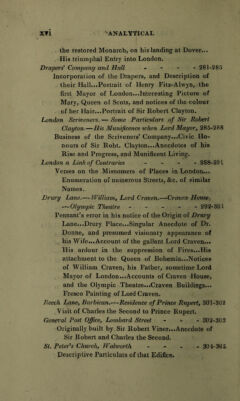 xvi ANALYTICAL
the restored Monarch, on his landing at Dover...
His triumphal Entry into London.
Drapers' Company and Hall - - - - 281-285
Incorporation of the Drapers, and Description of
their Hall...Portrait of Henry Fitz-Alwyn, the
first Mayor of London...Interesting Picture of
Mary, Queen of Scots, and notices of the colour
of her Hair...Portrait of Sir Robert Clayton.
London Scriveners.—Some Particulars of Sir Robert
Clayton.—His Munificence when Lord Mayor, 285-288
Business of the Scriveners' Company...Civic Ho-
nours of Sir Robt. Clayton...Anecdotes of his
Rise and Progress, and Munificent Living.
London a Link of Contraries - - - 288-291
Verses on the Misnomers of Places in London...
Enumeration of numerous Streets, &c. of similar
Names.
Drury Lane.—William, Lord Craven.—Craven House.
—Olympic Theatre - - - - - 292-301
Pennant's error in his notice of the Origin of Drury
Lane...Drury Place...Singular Anecdote of Dr.
Donne, and presumed visionary appearance of
his Wife...Account of the gallant Lord Craven...
His ardour in the suppression of Fires...His
attachment to the Queen of Bohemia...Notices
of William Craven, his Father, sometime Lord
Mayor of London...Accounts of Craven House,
and the Olympic Theatre...Craven Buildings...
Fresco Painting of Lord Craven.
Beech Lane, Barbican.—Residence of Prince Rupert, 301-302
Visit of Charles the Second to Prince Rupert.
General Post Office, Lombard Street - - - 302-303
Originally built by Sir Robert Viner...Anecdote of
Sir Robert and Charles the Second.
St. Peter's Church, Walworth - - - - 304-305
Descriptive Particulars of that Edifice.